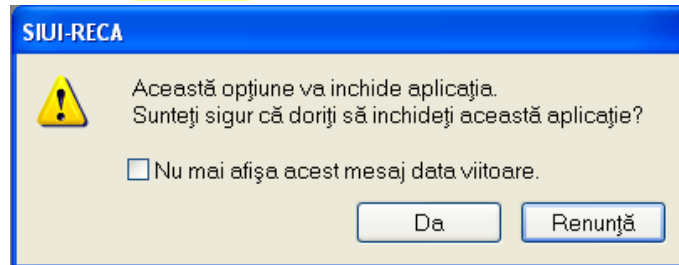 SIUI-RECA
Această opţiune va inchide aplicaţia.
Sunteţi sigur că doriţi să inchideţi această aplicaţie?
Nu mai afişa acest mesaj data viitoare.
Da
Renunţă